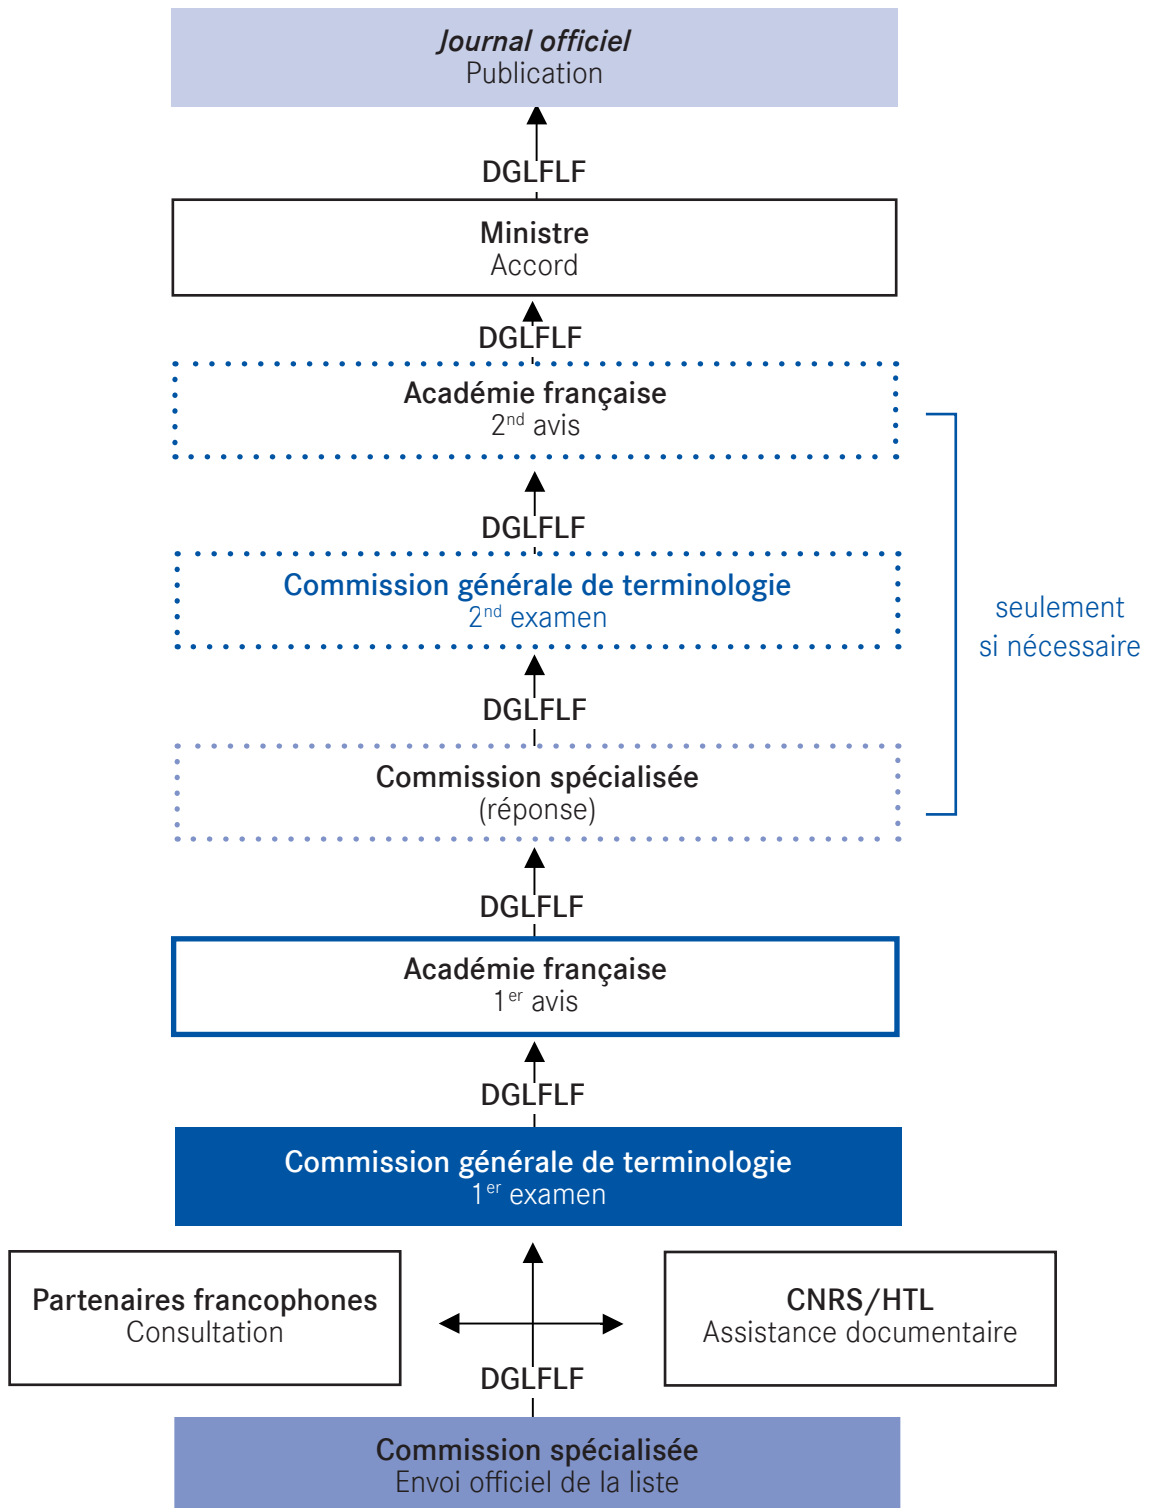 Journal officiel
Publication
DGLFLF
Ministre
Accord
DGLFLF
Académie française
2nd avis
DGLFLF
Commission générale de terminologie
2nd examen
seulement
si nécessaire
DGLFLF
Commission spécialisée
(réponse)
DGLFLF
Académie française
1er avis
DGLFLF
Commission générale de terminologie
1er examen
Partenaires francophones
Consultation
CNRS/HTL
Assistance documentaire
DGLFLF
Commission spécialisée
Envoi officiel de la liste